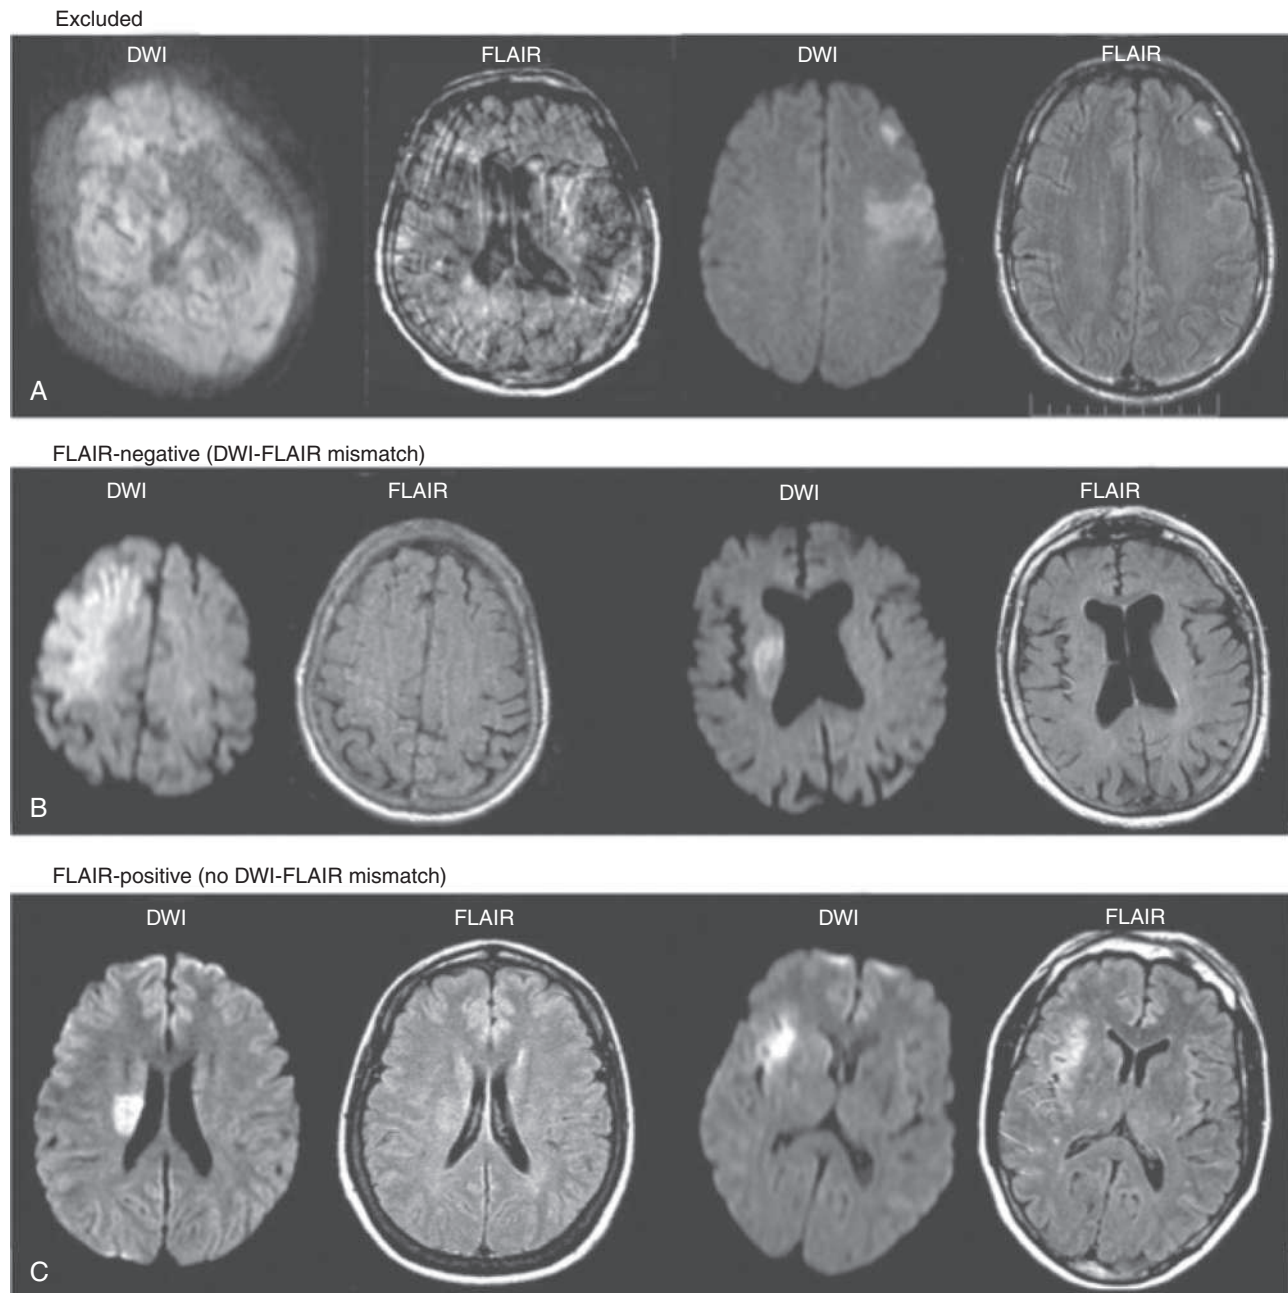 Excluded
DWI FLAIR DWI FLAIR
A
FLAIR-negative (DWI-FLAIR mismatch)
DWI FLAIR DWI FLAIR
B
FLAIR-positive (no DWI-FLAIR mismatch)
DWI FLAIR DWI FLAIR
C